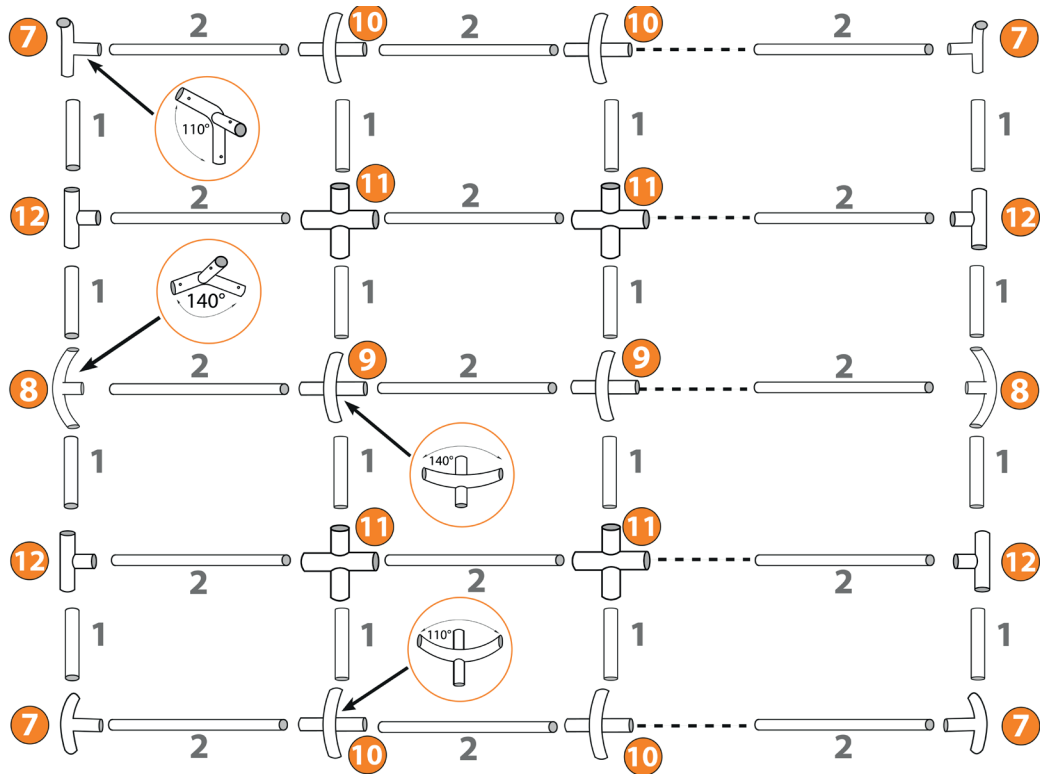 7 2 10 2 10 2 7
1 110° 1 1 1
12 2 11 2 11 2 12
1 140° 1 1 1
8 2 9 2 9 2 8
1 1 140° 1 1
12 2 11 2 11 2 12
1 1 110° 1 1
7 2 10 2 10 2 7